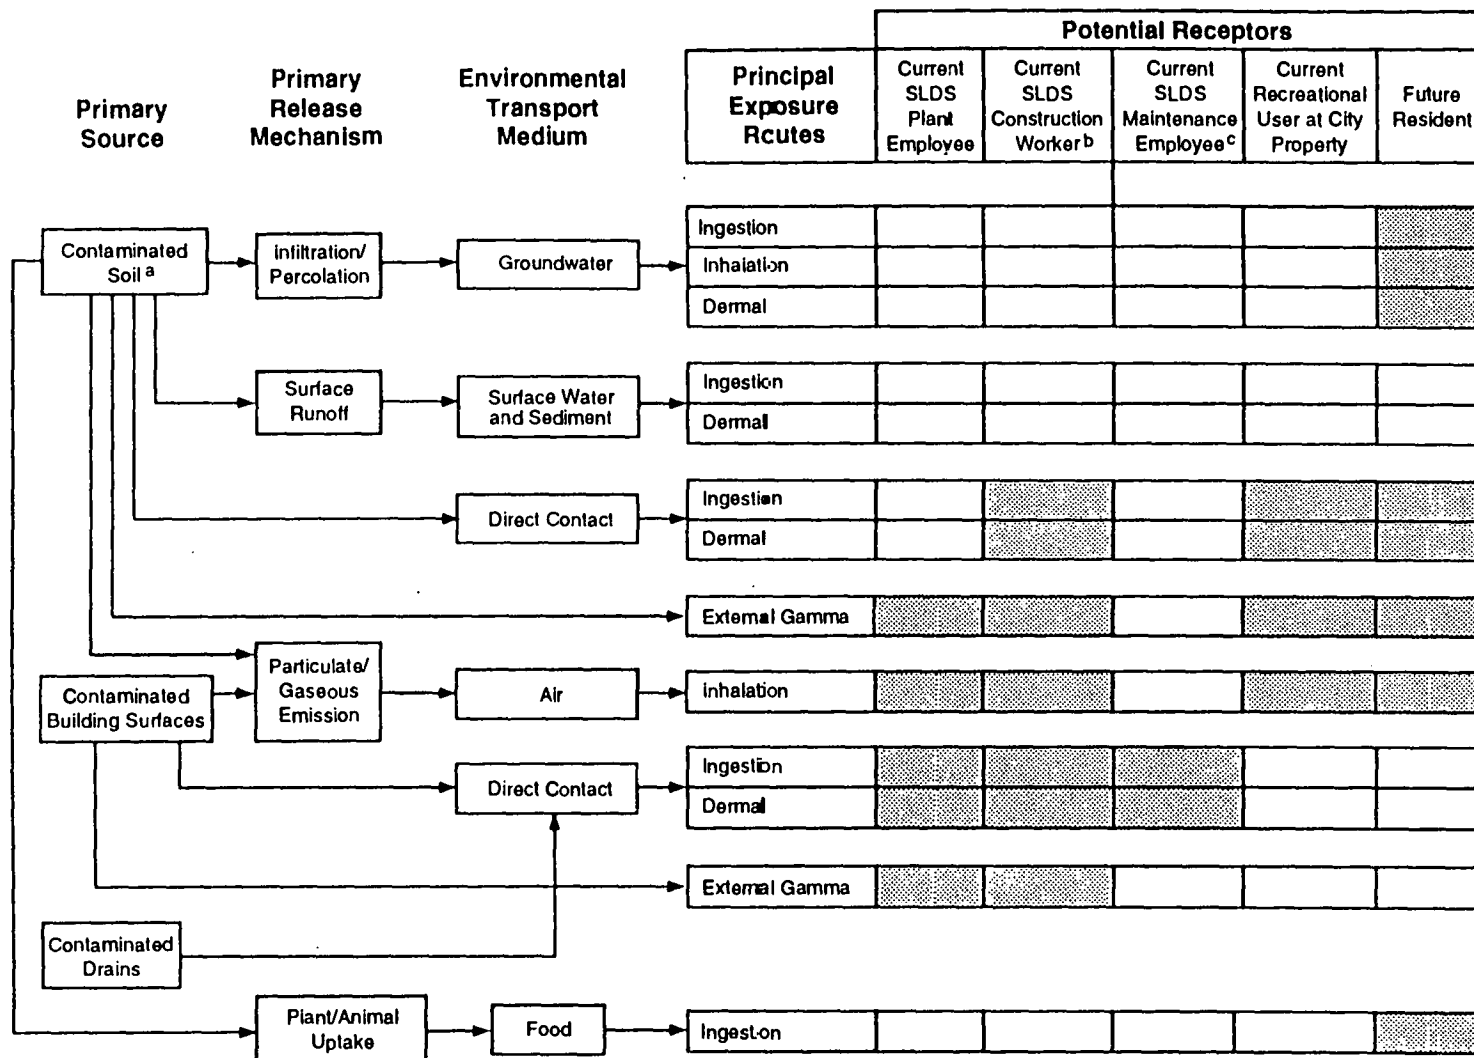 Potential Receptors
Primary
Source
Primary
Release
Mechanism
Environmental
Transport
Medium
Principal
Exposure
Rcutes
Current
SLDS
Plant
Employee
Current
SLDS
Construction
Worker b
Current
SLDS
Maintenance
Employee c
Current
Recreational
User at City
Property
Future
Resident
Contaminated
Soil a
Infiltration/
Percolation
Groundwater
Ingestion
Inhalation
Dermal
Surface
Runoff
Surface Water
and Sediment
Ingestion
Dermal
Direct Contact
Ingestion
Dermal
External Gamma
Contaminated
Building Surfaces
Particulate/
Gaseous
Emission
Air
inhalation
Direct Contact
Ingestion
Dermal
External Gamma
Contaminated
Drains
Plant/Animal
Uptake
Food
Ingest-on